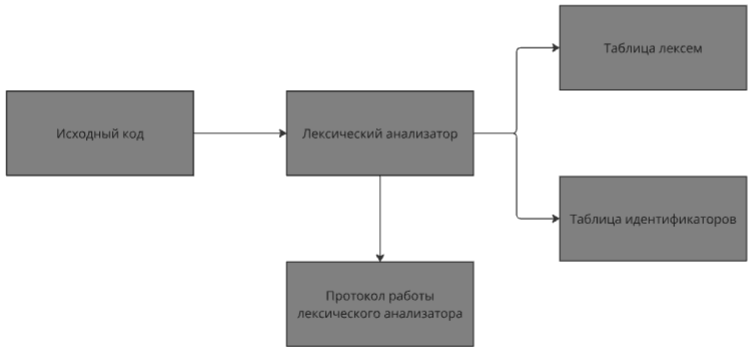 Таблица лексем
Исходный код
Лексический анализатор
Таблица идентификаторов
Протокол работы
лексического анализатора